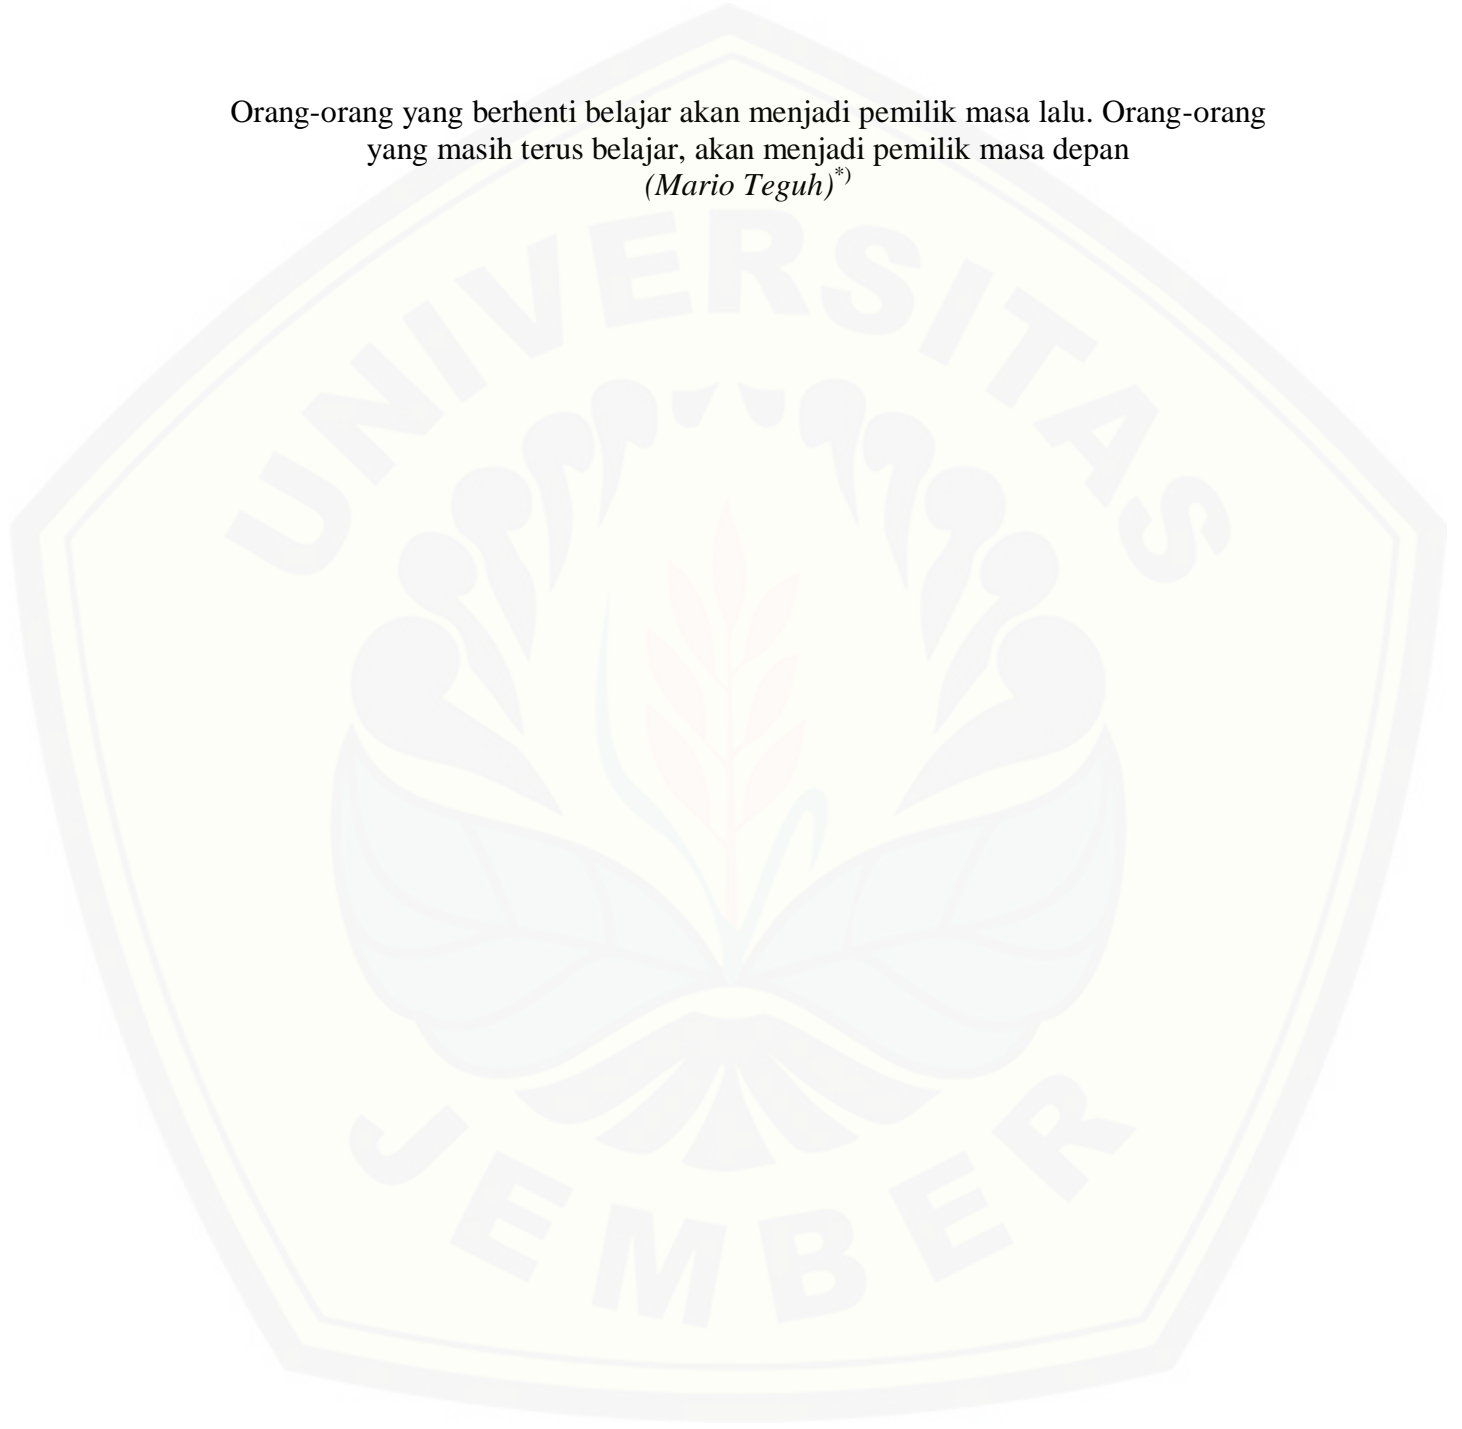 Orang-orang yang berhenti belajar akan menjadi pemilik masa lalu. Orang-orang
yang masih terus belajar, akan menjadi pemilik masa depan
(Mario Teguh)*)
UNIVERSITAS
JEMBER